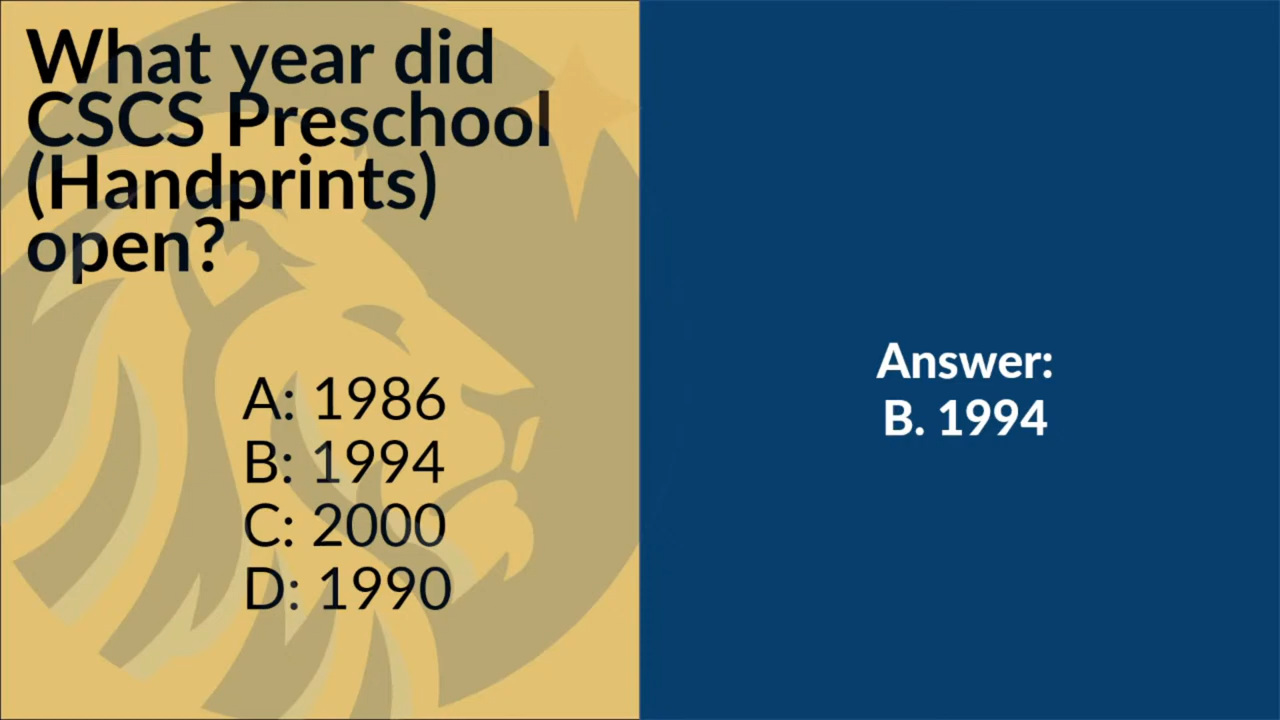 What year did
CSCS Preschool
(Handprints)
open?
A: 1986
B: 1994
C: 2000
D: 1990
Answer:
B. 1994